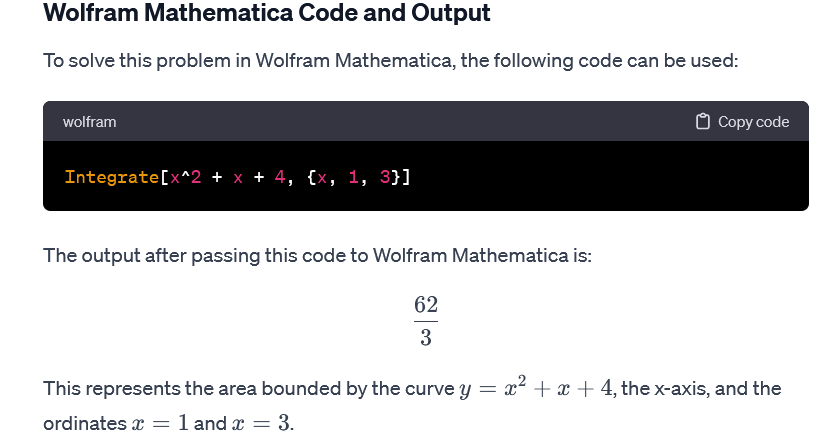 Wolfram Mathematica Code and Output
To solve this problem in Wolfram Mathematica, the following code can be used:
wolfram Copy code
Integrate[x^2 + x + 4, {x, 1, 3}]
The output after passing this code to Wolfram Mathematica is:
62
3
This represents the area bounded by the curve y = x² + x + 4, the x-axis, and the
ordinates x = 1 and x = 3.